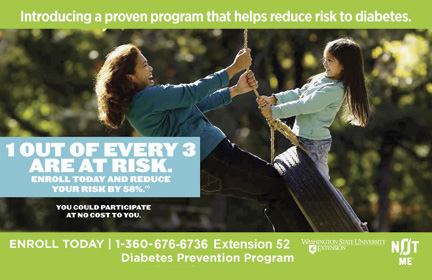 Introducing a proven program that helps reduce risk to diabetes.
1 OUT OF EVERY 3
ARE AT RISK.
ENROLL TODAY AND REDUCE
YOUR RISK BY 58%.
YOU COULD PARTICIPATE
AT NO COST TO YOU.
ENROLL TODAY | 1-360-676-6736 Extension 52
Diabetes Prevention Program
WASHINGTON STATE UNIVERSITY
EXTENSION
NOT
ME